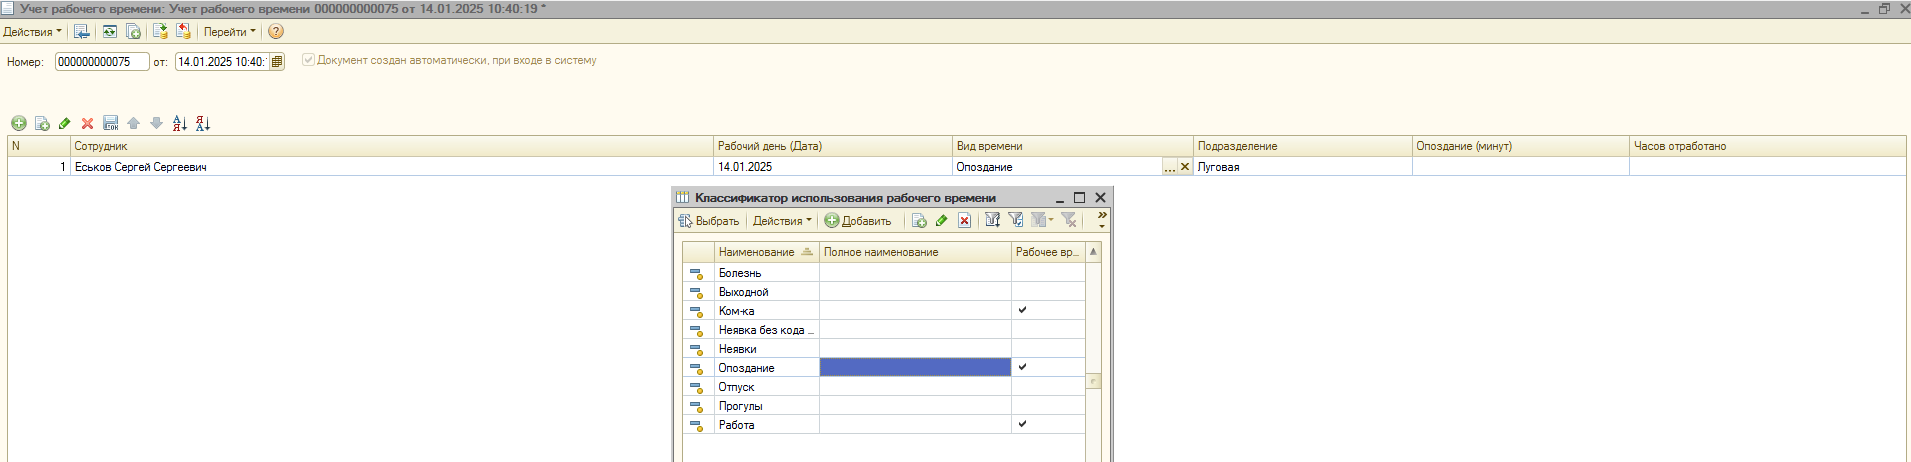 Учет рабочего времени: Учет рабочего времени 000000000075 от 14.01.2025 10:40:19 *
Действия Перейти
Номер: 000000000075 от: 14.01.2025 10:40: Документ создан автоматически, при входе в систему
N Сотрудник Рабочий день (Дата) Вид времени Подразделение Опоздание (минут) Часов отработано
1 Еськов Сергей Сергеевич 14.01.2025 Опоздание ... Луговая
Классификатор использования рабочего времени
Выбрать Действия Добавить
Наименование Полное наименование Рабочее вр...
Болезнь
Выходной
Ком-ка
Неявка без кода ...
Неявки
Опоздание
Отпуск
Прогулы
Работа